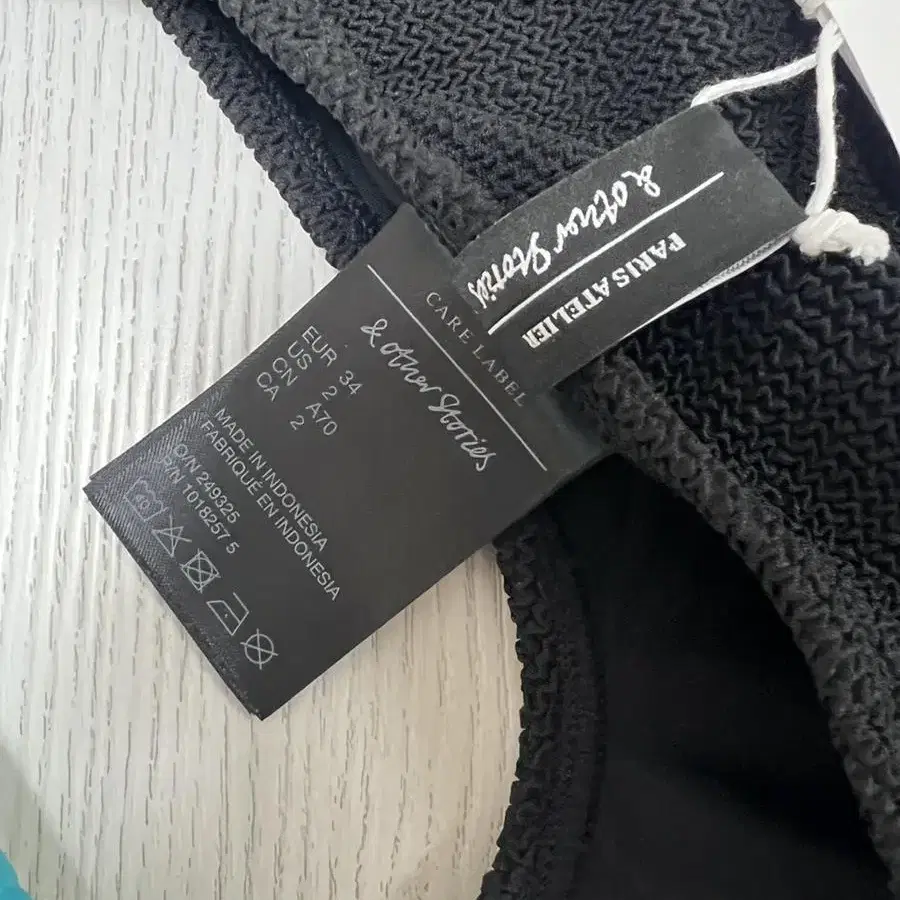 & other Stories
PARIS ATELIER
CARE LABEL
& other Stories
EUR 34
US 2
CN A70
CA 2
MADE IN INDONESIA
FABRIQUÉ EN INDONESIA
O/N 249325
P/N 1018257 5